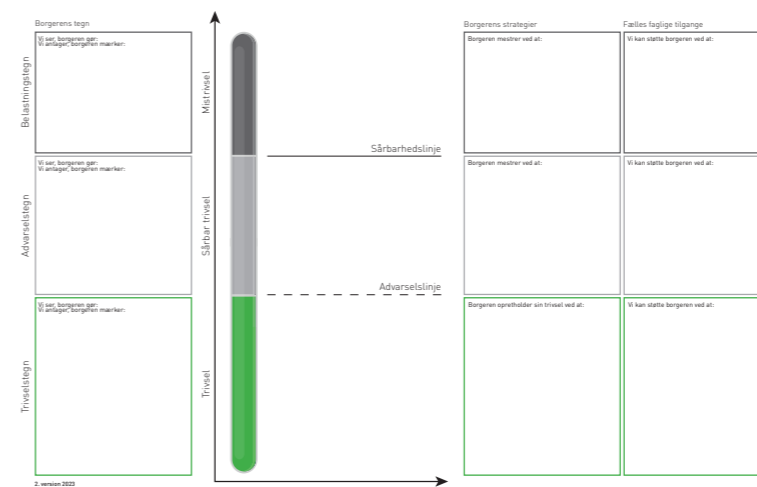 Borgerens tegn
Belastningstegn
Vi ser, borgeren gør:
Vi antager, borgeren mærker:
Advarselstegn
Vi ser, borgeren gør:
Vi antager, borgeren mærker:
Trivselstegn
Vi ser, borgeren gør:
Vi antager, borgeren mærker:
Mistrivsel
Sårbar trivsel
Trivsel
Sårbarhedslinje
Advarselslinje
Borgerens strategier
Borgeren mestrer ved at:
Borgeren mestrer ved at:
Borgeren opretholder sin trivsel ved at:
Fælles faglige tilgange
Vi kan støtte borgeren ved at:
Vi kan støtte borgeren ved at:
Vi kan støtte borgeren ved at:
2. version 2023